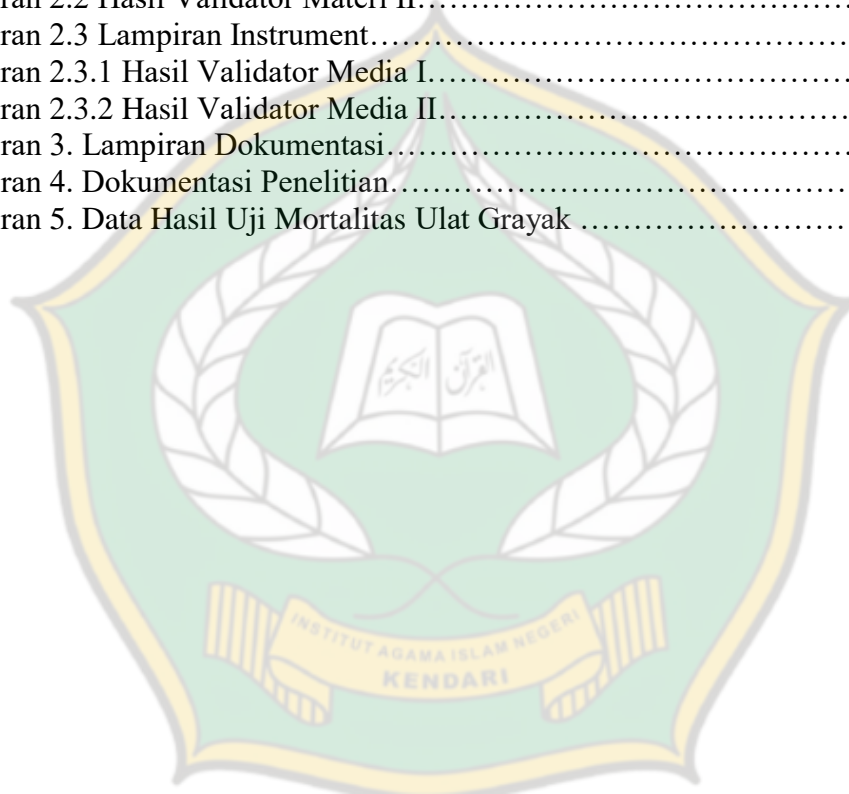 ran 2.2 Hasil Validator Materi II……………………………………
ran 2.3 Lampiran Instrument…………………………………………
ran 2.3.1 Hasil Validator Media I……………………………………
ran 2.3.2 Hasil Validator Media II……………………………………
ran 3. Lampiran Dokumentasi…………………………………………
ran 4. Dokumentasi Penelitian…………………………………………
ran 5. Data Hasil Uji Mortalitas Ulat Grayak ………………………
القرآن الكريم
INSTITUT AGAMA ISLAM NEGERI
KENDARI